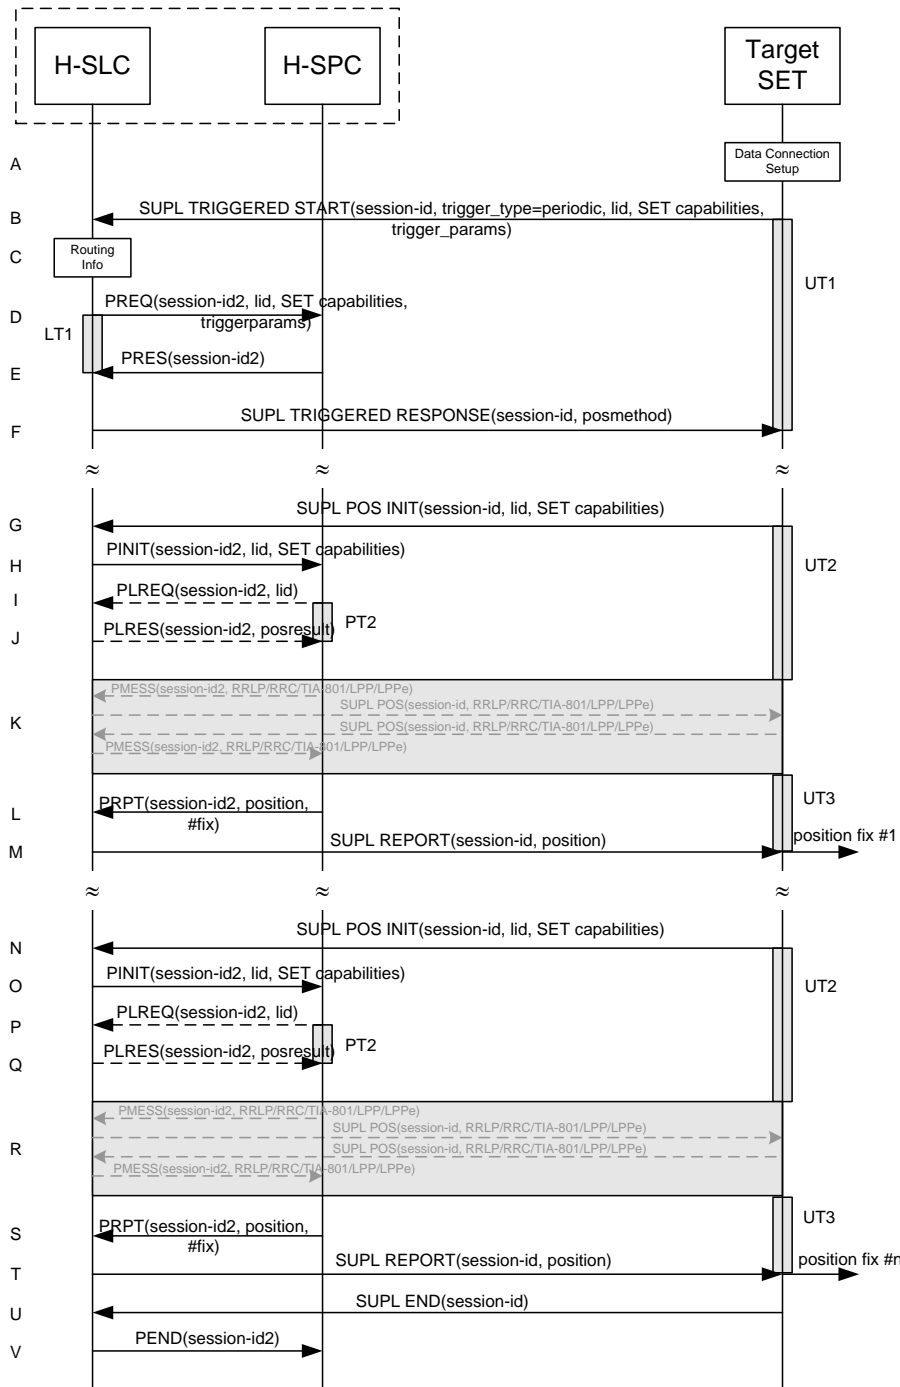 H-SLC
H-SPC
Target
SET
A
Data Connection
Setup
B
SUPL TRIGGERED START(session-id, trigger_type=periodic, lid, SET capabilities,
trigger_params)
C
Routing
Info
UT1
D
PREQ(session-id2, lid, SET capabilities,
triggerparams)
LT1
E
PRES(session-id2)
F
SUPL TRIGGERED RESPONSE(session-id, posmethod)
≈ ≈ ≈
G
SUPL POS INIT(session-id, lid, SET capabilities)
H
PINIT(session-id2, lid, SET capabilities)
UT2
I
PLREQ(session-id2, lid)
J
PLRES(session-id2, posresult)
PT2
K
PMESS(session-id2, RRLP/RRC/TIA-801/LPP/LPPe)
SUPL POS(session-id, RRLP/RRC/TIA-801/LPP/LPPe)
SUPL POS(session-id, RRLP/RRC/TIA-801/LPP/LPPe)
PMESS(session-id2, RRLP/RRC/TIA-801/LPP/LPPe)
L
PRPT(session-id2, position,
#fix)
UT3
M
SUPL REPORT(session-id, position)
position fix #1
≈ ≈ ≈
N
SUPL POS INIT(session-id, lid, SET capabilities)
O
PINIT(session-id2, lid, SET capabilities)
UT2
P
PLREQ(session-id2, lid)
Q
PLRES(session-id2, posresult)
PT2
R
PMESS(session-id2, RRLP/RRC/TIA-801/LPP/LPPe)
SUPL POS(session-id, RRLP/RRC/TIA-801/LPP/LPPe)
SUPL POS(session-id, RRLP/RRC/TIA-801/LPP/LPPe)
PMESS(session-id2, RRLP/RRC/TIA-801/LPP/LPPe)
S
PRPT(session-id2, position,
#fix)
UT3
T
SUPL REPORT(session-id, position)
position fix #n
U
SUPL END(session-id)
V
PEND(session-id2)